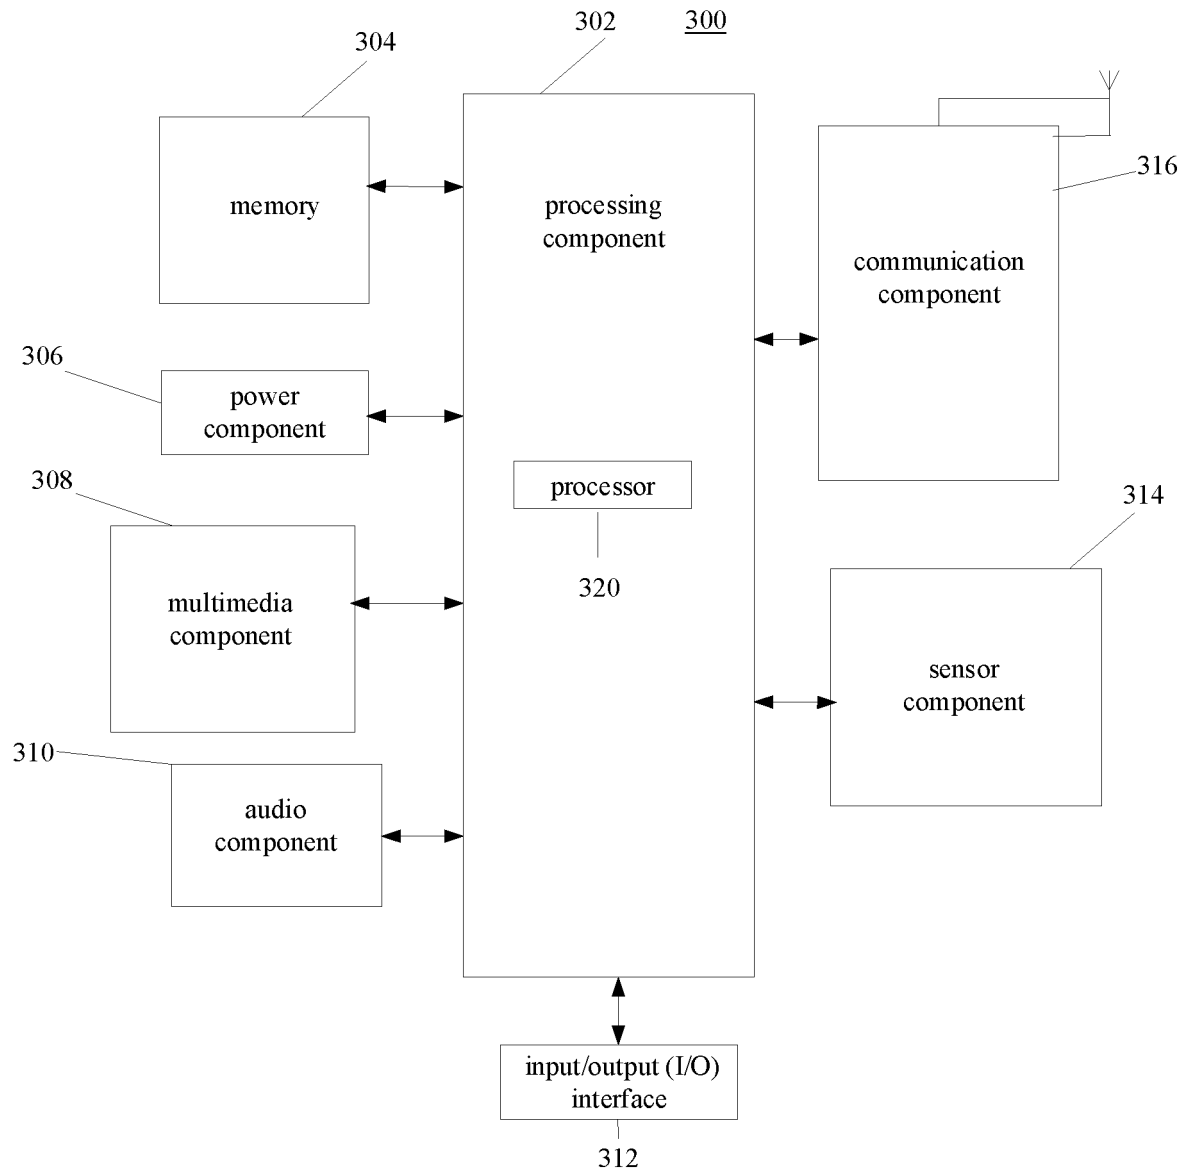 302
300
304
316
memory
processing
component
communication
component
306
power
component
308
processor
314
320
multimedia
component
sensor
component
310
audio
component
input/output (I/O)
interface
312